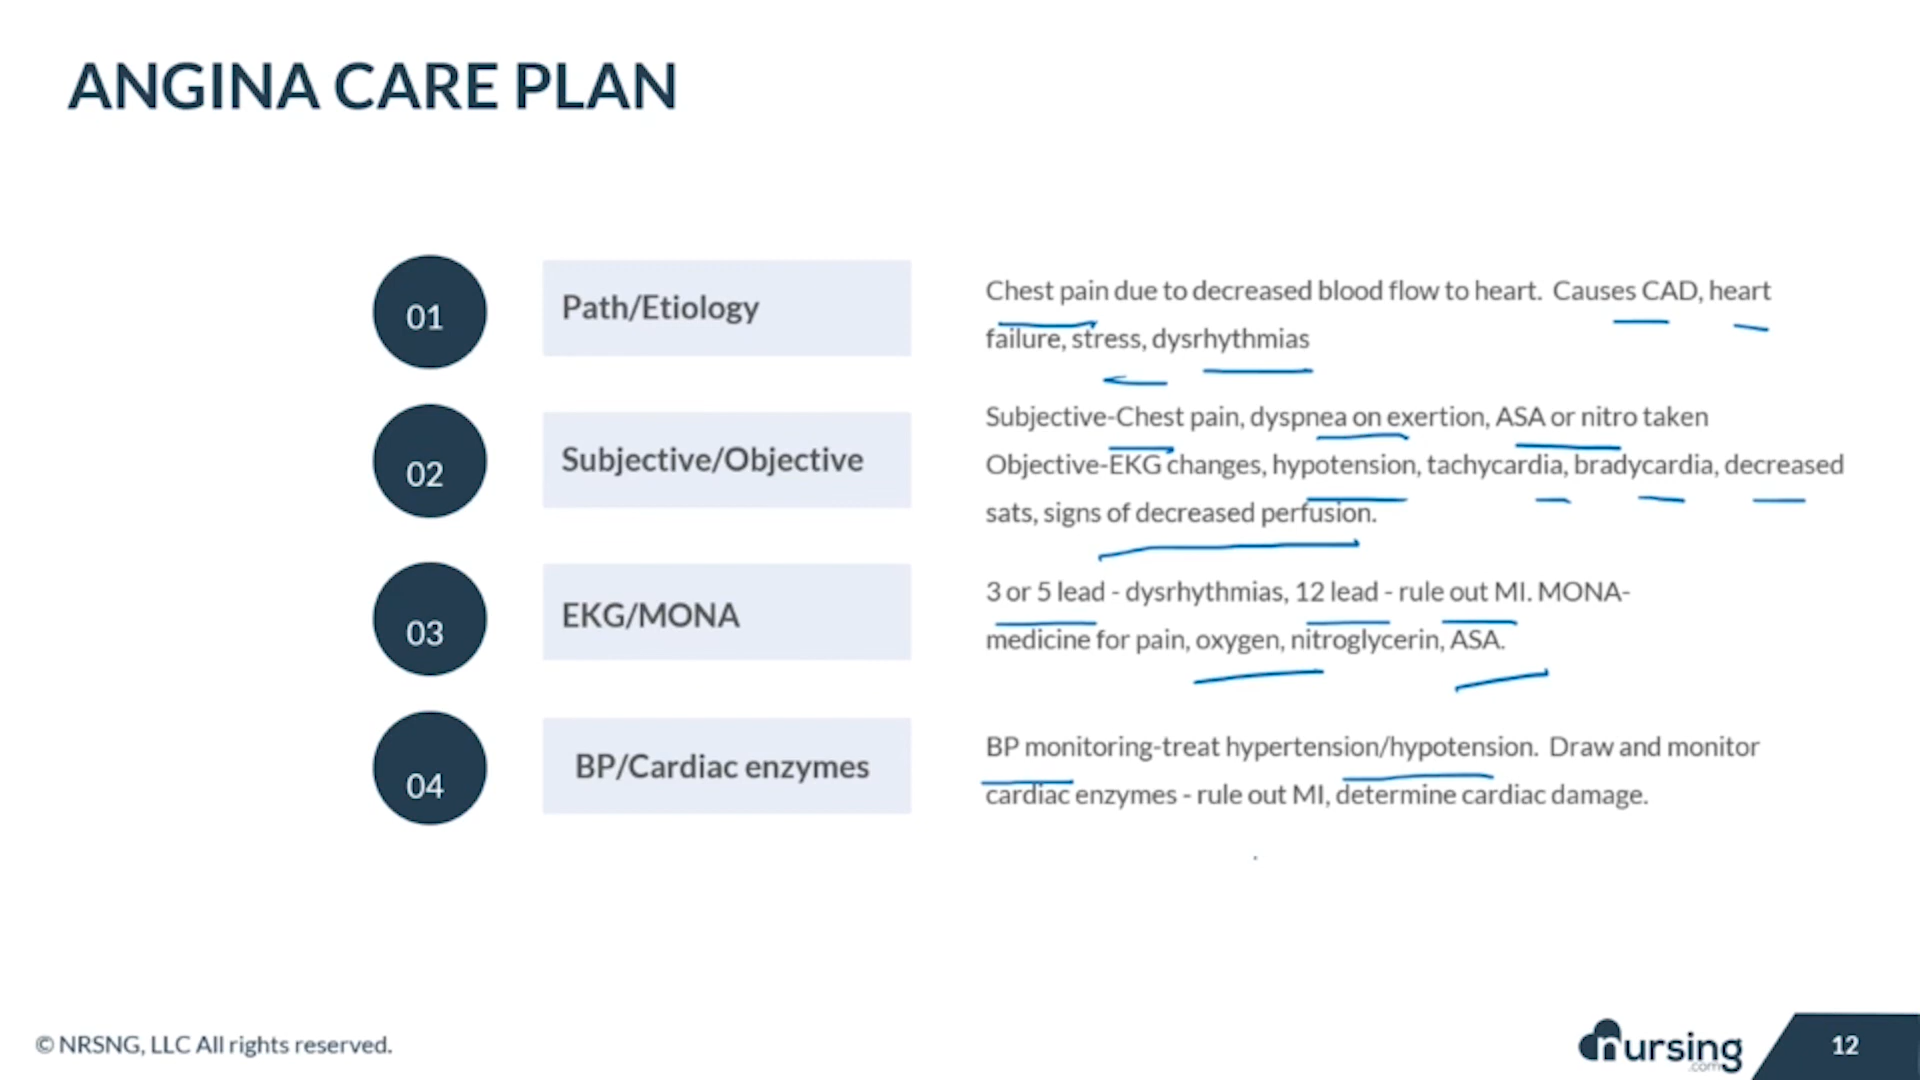 ANGINA CARE PLAN
01
Path/Etiology
Chest pain due to decreased blood flow to heart.  Causes CAD, heart
failure, stress, dysrhythmias
02
Subjective/Objective
Subjective-Chest pain, dyspnea on exertion, ASA or nitro taken
Objective-EKG changes, hypotension, tachycardia, bradycardia, decreased
sats, signs of decreased perfusion.
03
EKG/MONA
3 or 5 lead - dysrhythmias, 12 lead - rule out MI. MONA-
medicine for pain, oxygen, nitroglycerin, ASA.
04
BP/Cardiac enzymes
BP monitoring-treat hypertension/hypotension.  Draw and monitor
cardiac enzymes - rule out MI, determine cardiac damage.
© NRSNG, LLC All rights reserved.
nursing
.com
12